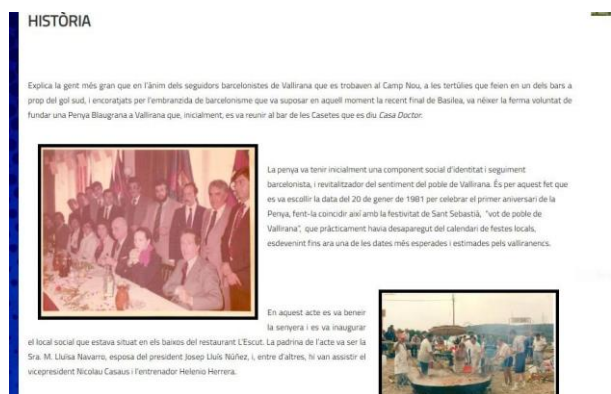 HISTÒRIA
Explica la gent més gran que en l'ànim dels seguidors barcelonistes de Vallirana que es trobaven al Camp Nou, a les tertúlies que feien en un dels bars a
prop del gol sud, i encoratjats per l'embranzida de barcelonisme que va suposar en aquell moment la recent final de Basilea, va néixer la ferma voluntat de
fundar una Penya Blaugrana a Vallirana que, inicialment, es va reunir al bar de les Casetes que es diu Casa Doctor.
La penya va tenir inicialment una component social d'identitat i seguiment
barcelonista, i revitalitzador del sentiment del poble de Vallirana. És per aquest fet que
es va escollir la data del 20 de gener de 1981 per celebrar el primer aniversari de la
Penya, fent-la coincidir així amb la festivitat de Sant Sebastià, "vot de poble de
Vallirana", que pràcticament havia desaparegut del calendari de festes locals,
esdevenint fins ara una de les dates més esperades i estimades pels valliranencs.
En aquest acte es va beneir
la senyera i es va inaugurar
el local social que estava situat en els baixos del restaurant L'Escut. La padrina de l'acte va ser la
Sra. M. Lluïsa Navarro, esposa del president Josep Lluís Núñez, i, entre d'altres, hi van assistir el
vicepresident Nicolau Casaus i l'entrenador Helenio Herrera.